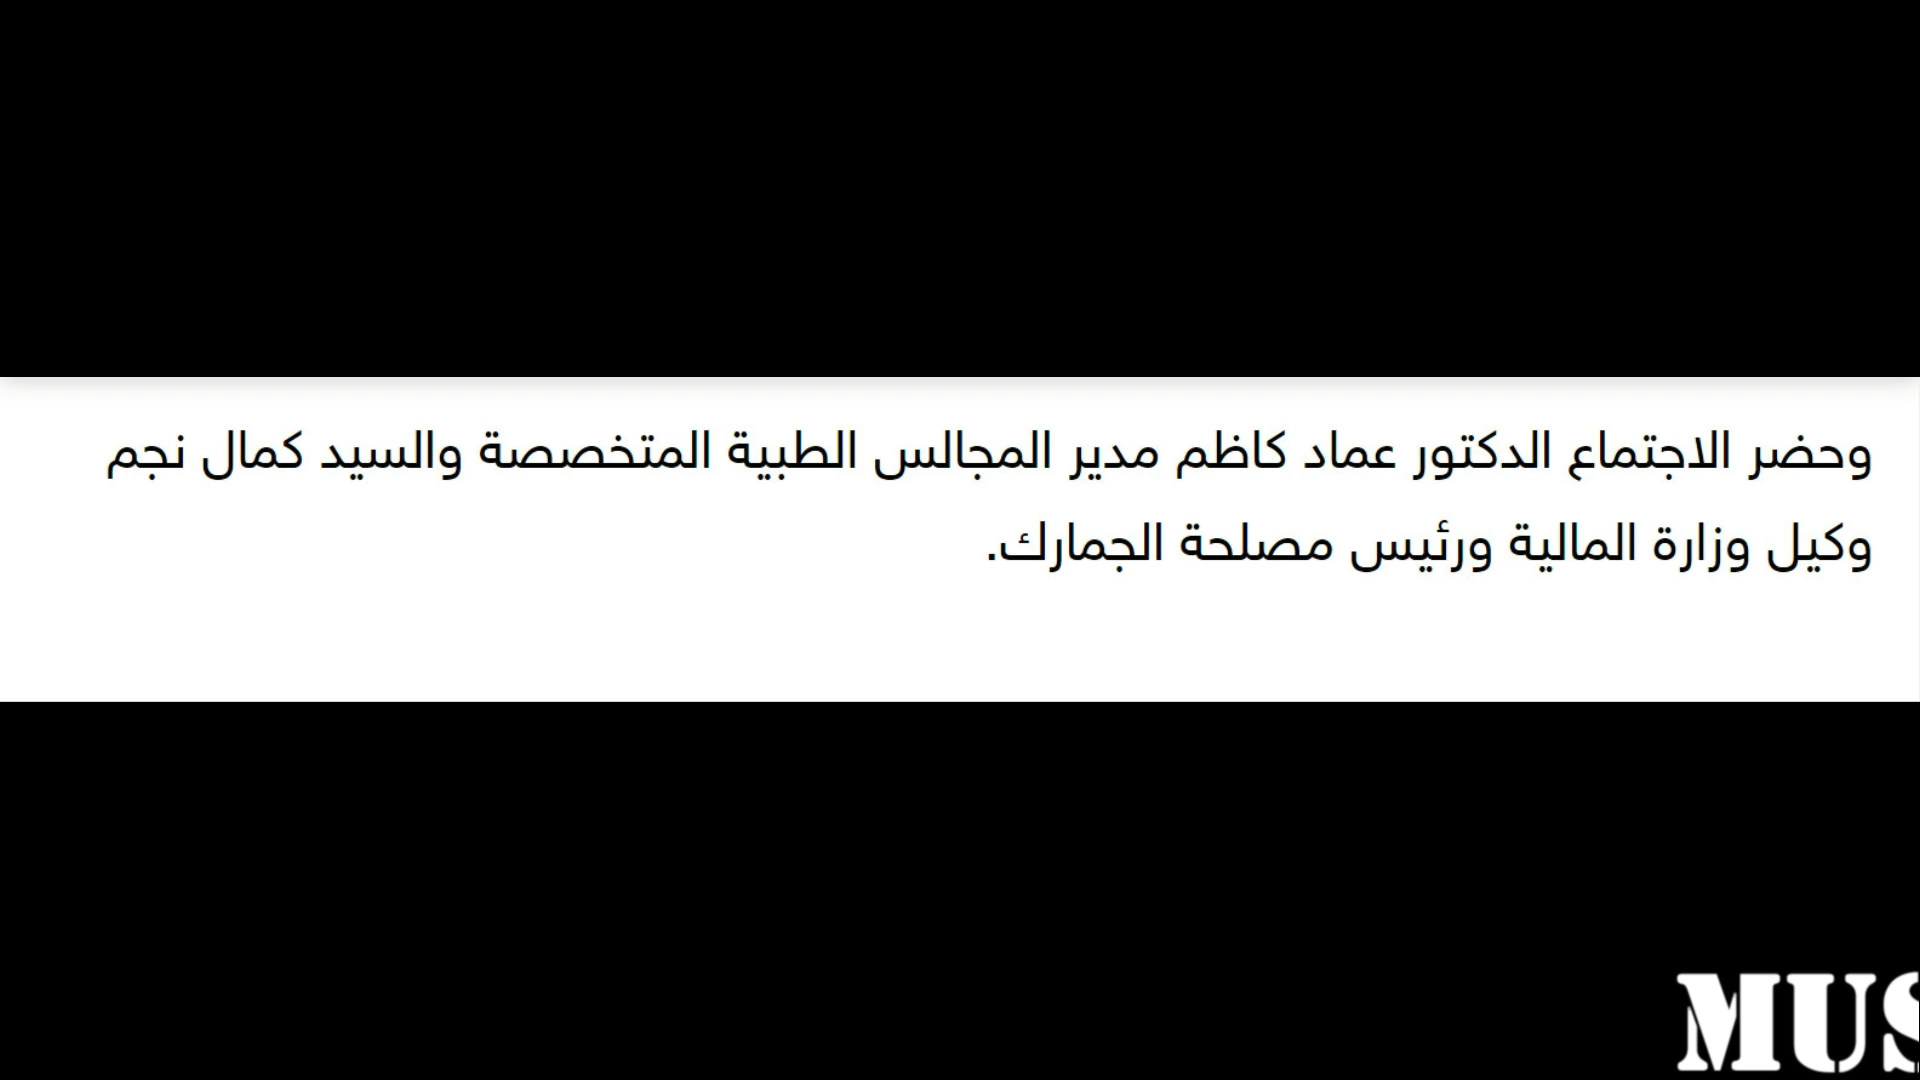 وحضر الاجتماع الدكتور عماد كاظم مدير المجالس الطبية المتخصصة والسيد كمال نجم
وكيل وزارة المالية ورئيس مصلحة الجمارك.
MUS